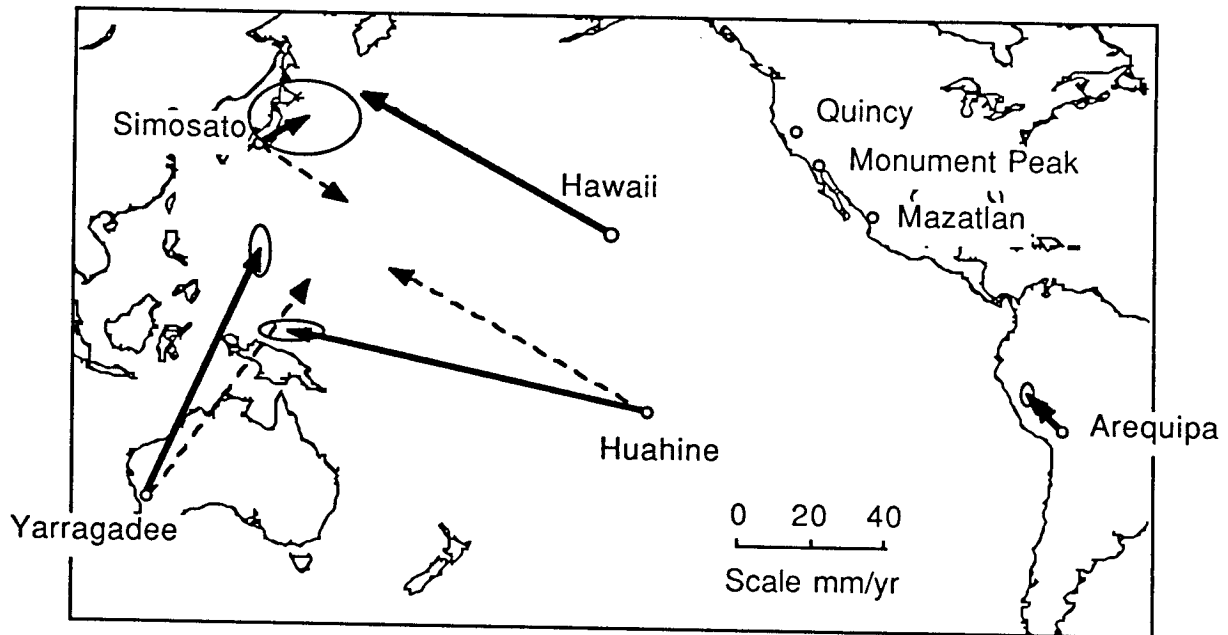 Simosato
Quincy
Monument Peak
Hawaii
Mazatlan
Huahine
Arequipa
Yarragadee
0 20 40
Scale mm/yr